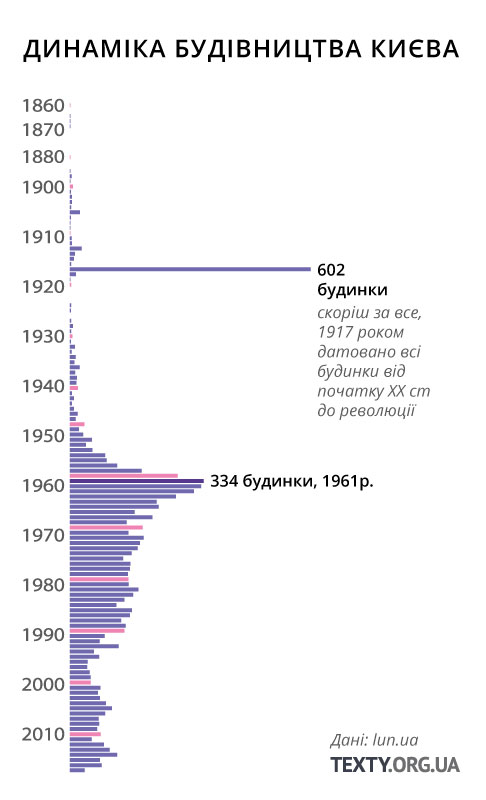 ДИНАМІКА БУДІВНИЦТВА КИЄВА
1860
1870
1880
1900
1910
602
будинки
1920
скоріш за все,
1917 роком
датовано всі
будинки від
початку ХХ ст
до революції
1930
1940
1950
1960
334 будинки, 1961р.
1970
1980
1990
2000
2010
Дані: lun.ua
TEXTY.ORG.UA